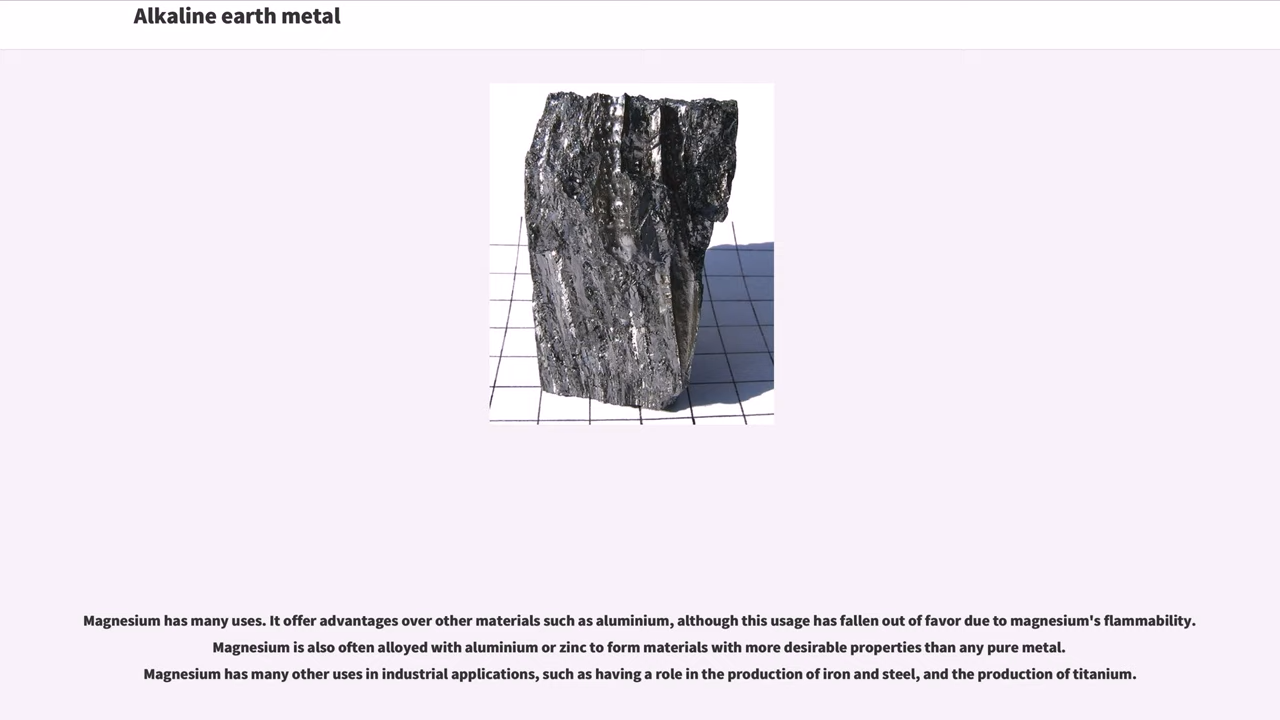 Alkaline earth metal
Magnesium has many uses. It offer advantages over other materials such as aluminium, although this usage has fallen out of favor due to magnesium's flammability.
Magnesium is also often alloyed with aluminium or zinc to form materials with more desirable properties than any pure metal.
Magnesium has many other uses in industrial applications, such as having a role in the production of iron and steel, and the production of titanium.